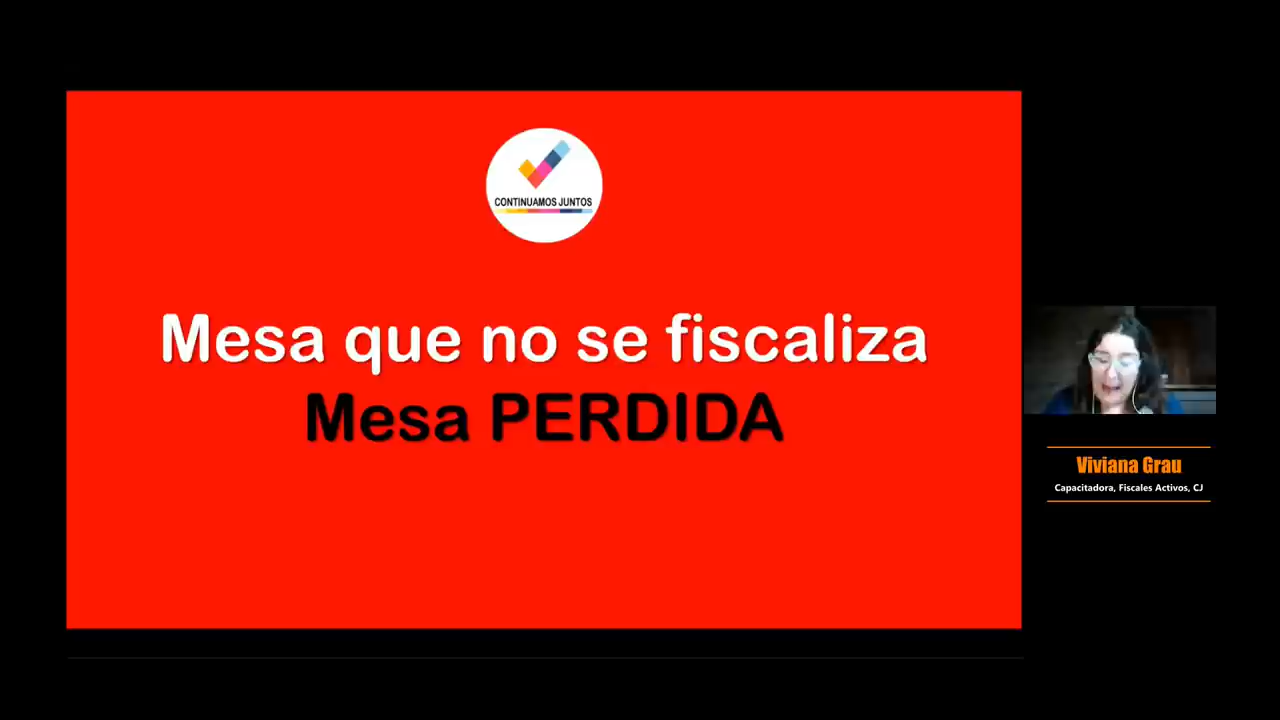 CONTINUAMOS JUNTOS
Mesa que no se fiscaliza
Mesa PERDIDA
Viviana Grau
Capacitadora, Fiscales Activos, CJ